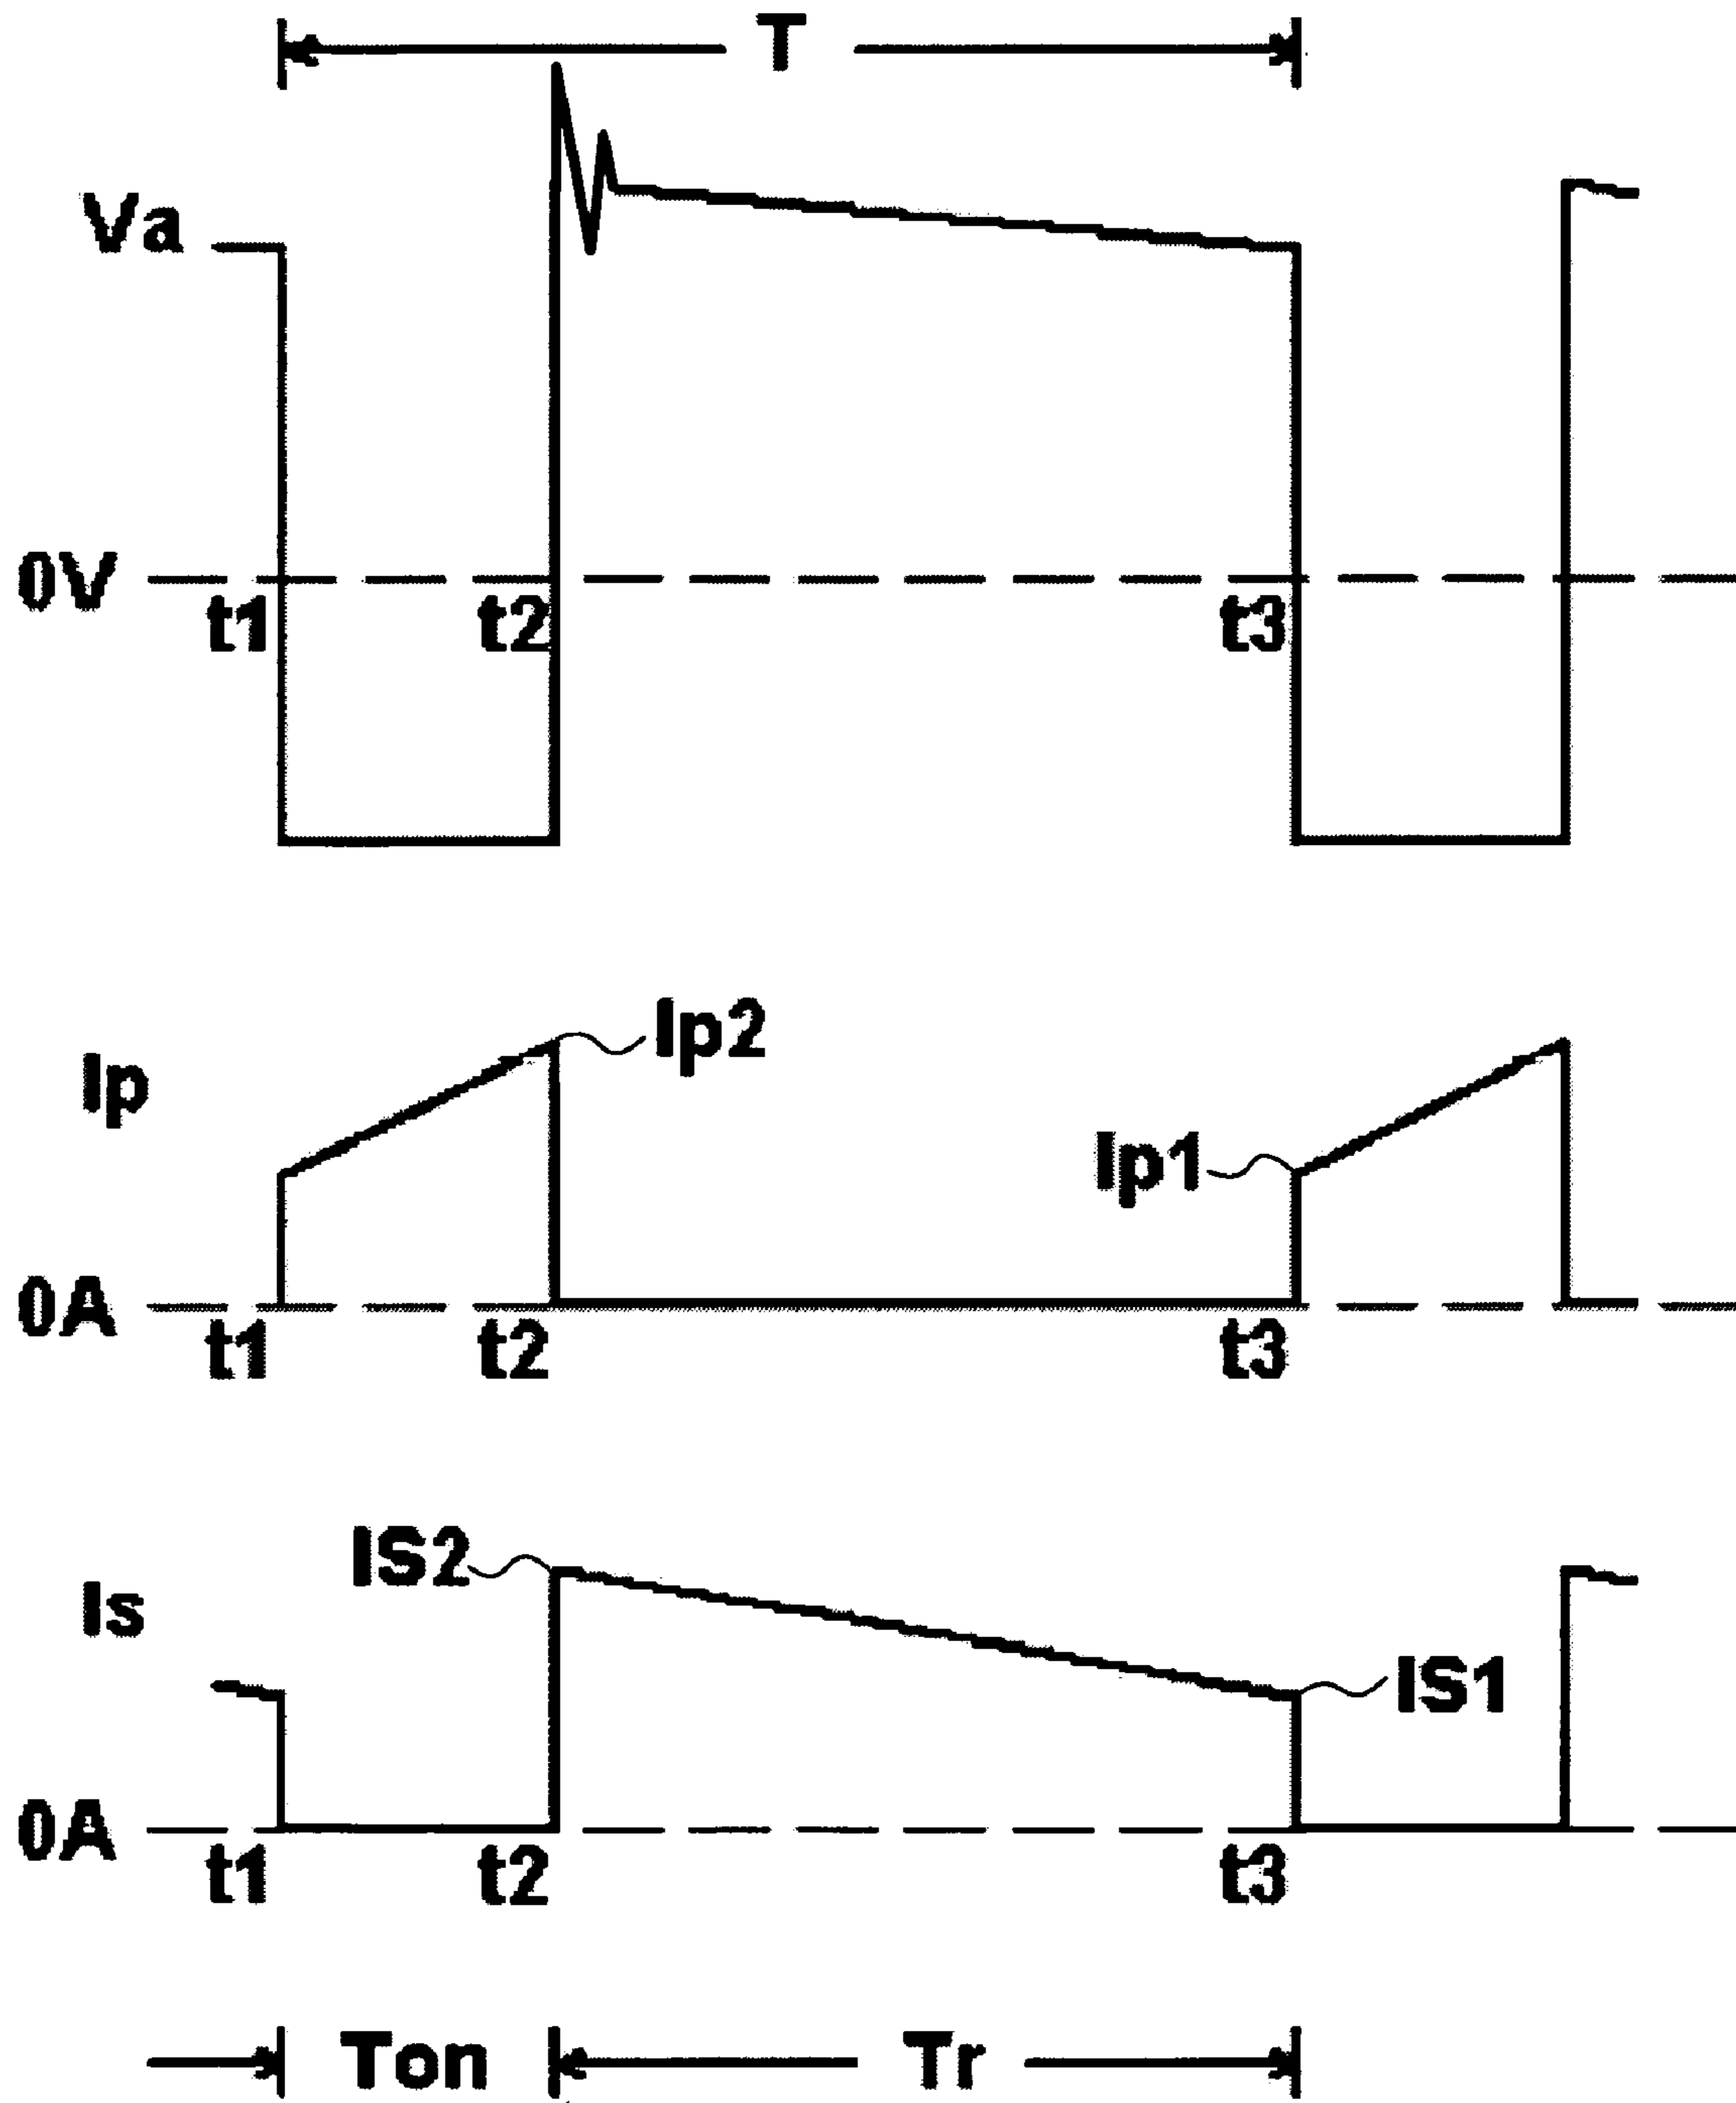 T
Va
0V
t1 t2 t3
Ip2
Ip
Ip1
0A
t1 t2 t3
IS2
Is
IS1
0A
t1 t2 t3
Ton Tr